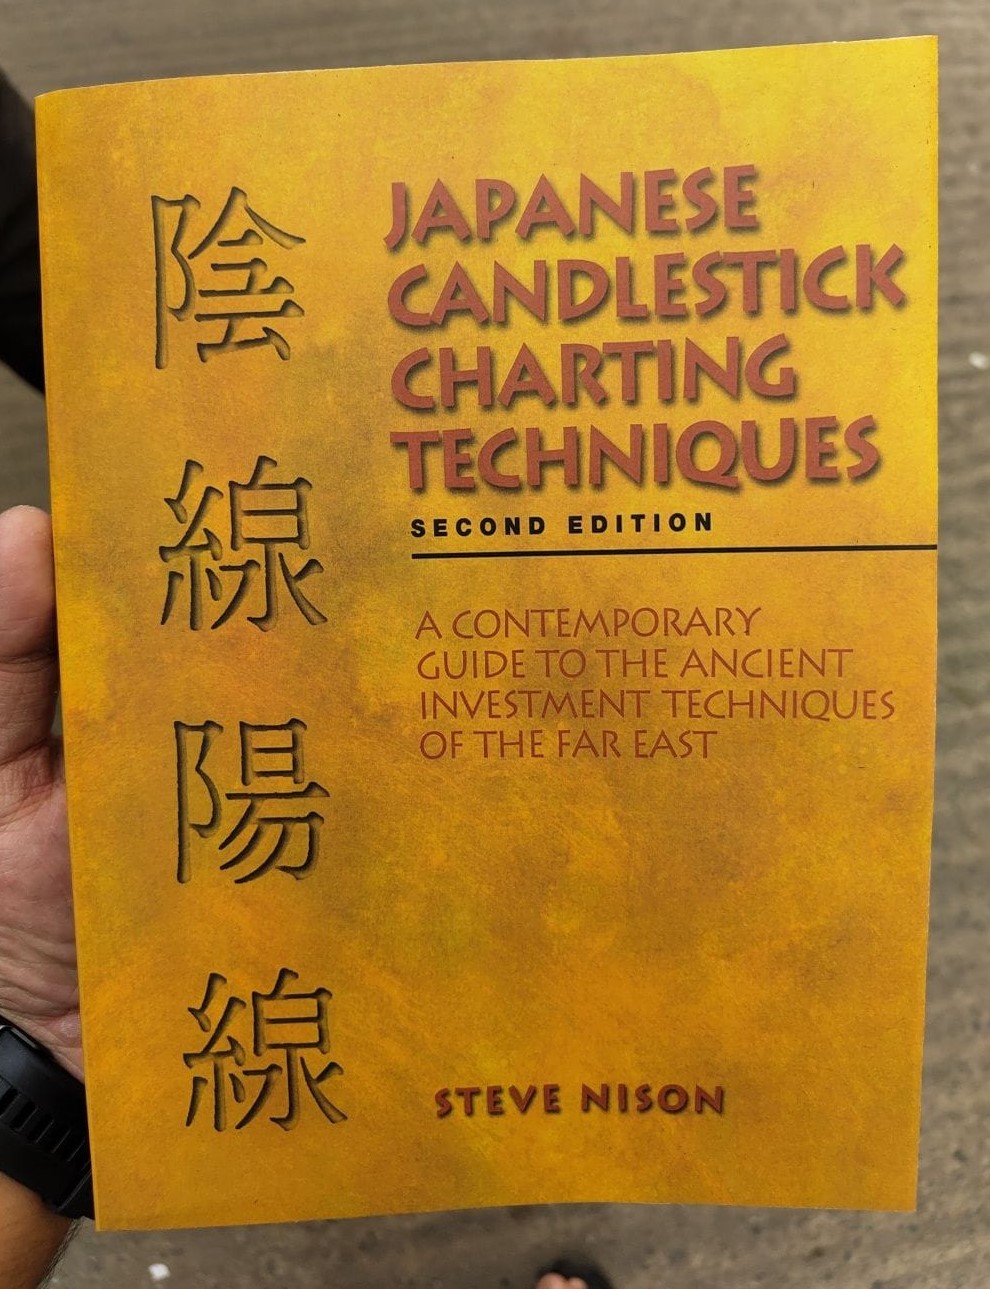 陰
線
陽
線
JAPANESE
CANDLESTICK
CHARTING
TECHNIQUES
SECOND EDITION
A CONTEMPORARY
GUIDE TO THE ANCIENT
INVESTMENT TECHNIQUES
OF THE FAR EAST
STEVE NISON